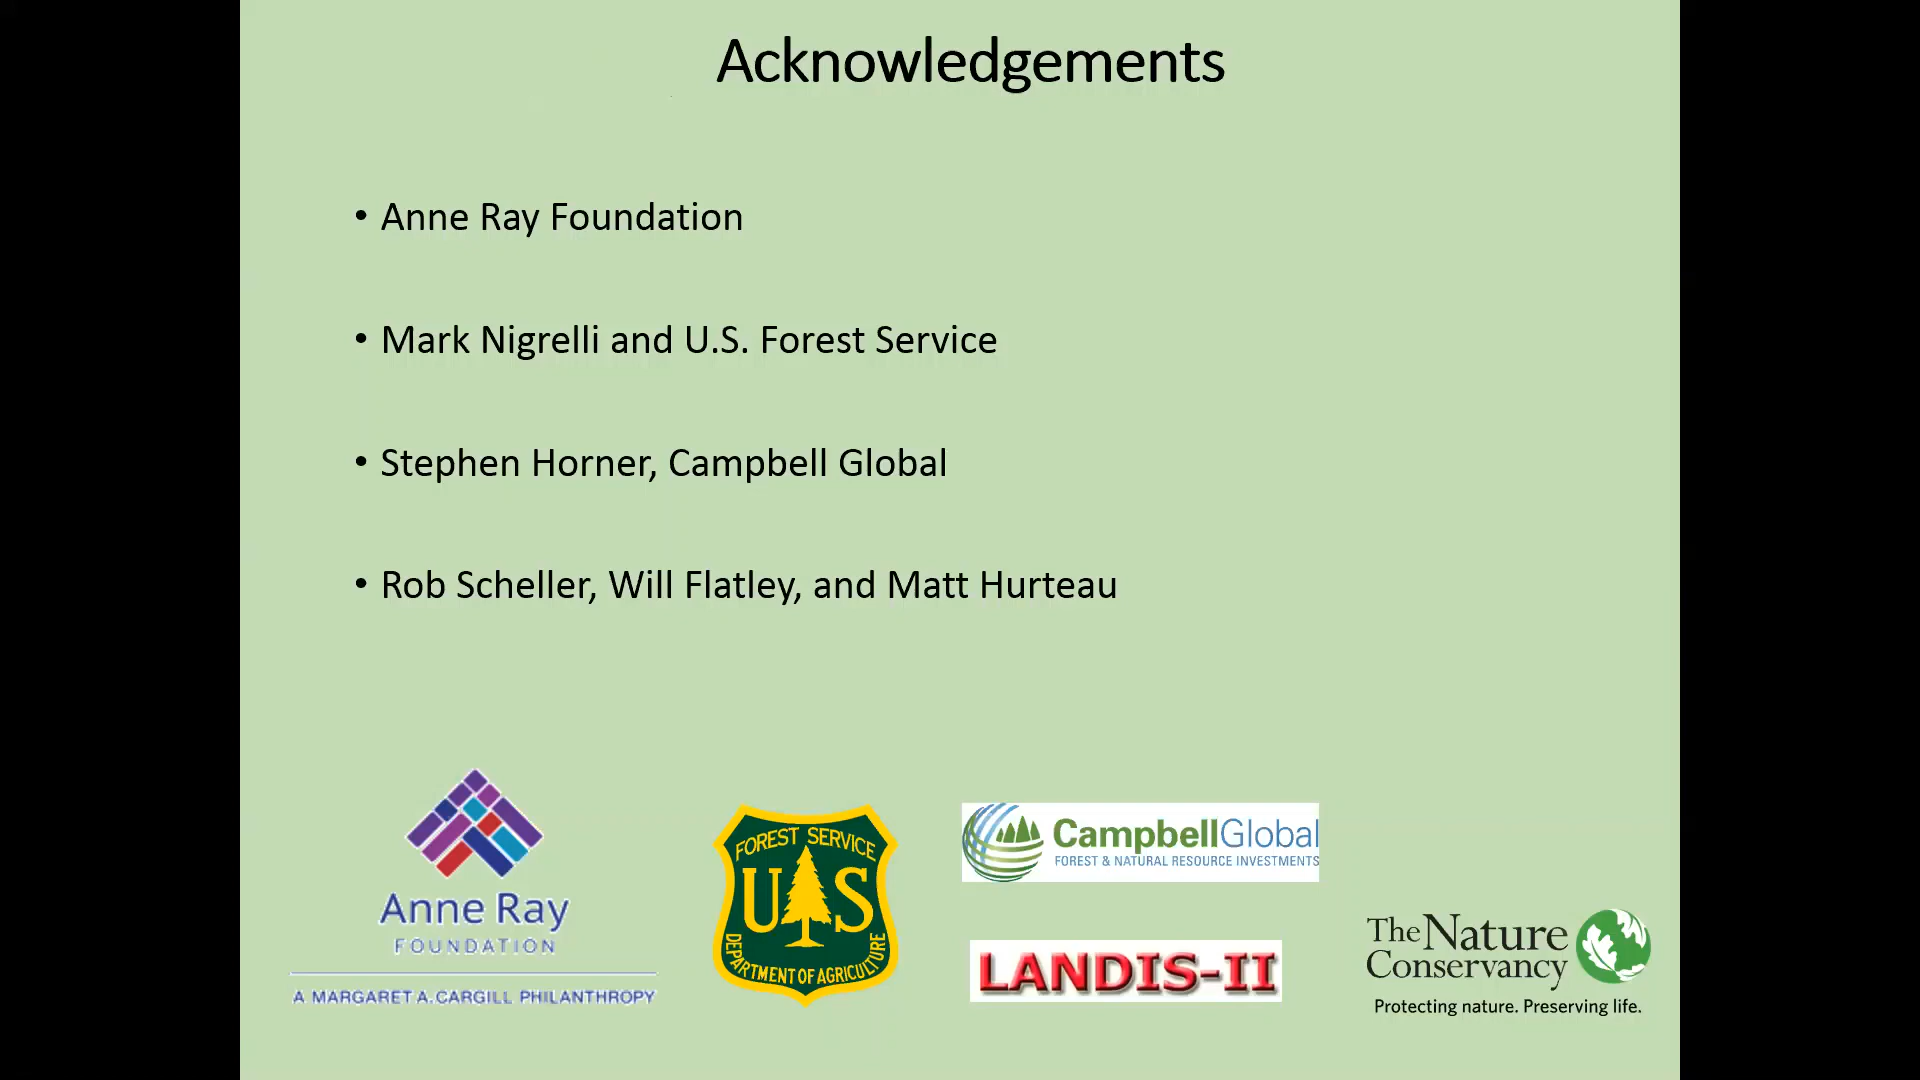 Acknowledgements
• Anne Ray Foundation
• Mark Nigrelli and U.S. Forest Service
• Stephen Horner, Campbell Global
• Rob Scheller, Will Flatley, and Matt Hurteau
Anne Ray
FOUNDATION
A MARGARET A. CARGILL PHILANTHROPY
FOREST SERVICE
US
DEPARTMENT OF AGRICULTURE
CampbellGlobal
FOREST & NATURAL RESOURCE INVESTMENTS
LANDIS-II
The Nature
Conservancy
Protecting nature. Preserving life.